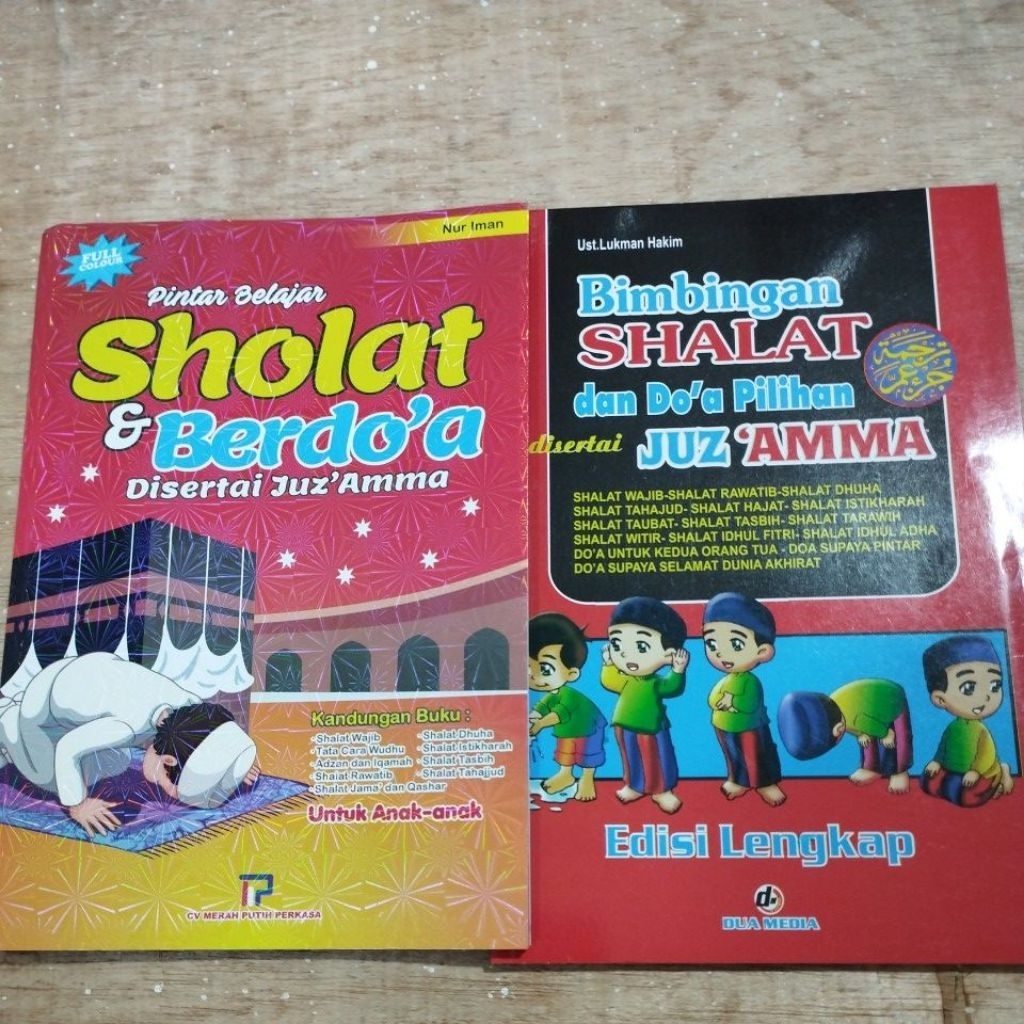 Nur Iman
FULL
COLOUR
Pintar Belajar
Sholat
& Berdo'a
Disertai Juz'Amma
Kandungan Buku :
- Shalat Wajib
- Tata Cara Wudhu
- Adzan dan Iqamah
- Shalat Rawatib
- Shalat Jama' dan Qashar
- Shalat Dhuha
- Shalat Istikharah
- Shalat Tasbih
- Shalat Tahajjud
Untuk Anak-anak
CV MERAH PUTIH PERKASA
Ust.Lukman Hakim
Bimbingan
SHALAT
dan Do'a Pilihan
disertai JUZ 'AMMA
SHALAT WAJIB-SHALAT RAWATIB-SHALAT DHUHA
SHALAT TAHAJUD- SHALAT HAJAT- SHALAT ISTIKHARAH
SHALAT TAUBAT- SHALAT TASBIH- SHALAT TARAWIH
SHALAT WITIR- SHALAT IDHUL FITRI- SHALAT IDHUL ADHA
DO'A UNTUK KEDUA ORANG TUA - DOA SUPAYA PINTAR
DO'A SUPAYA SELAMAT DUNIA AKHIRAT
Edisi Lengkap
DUA MEDIA